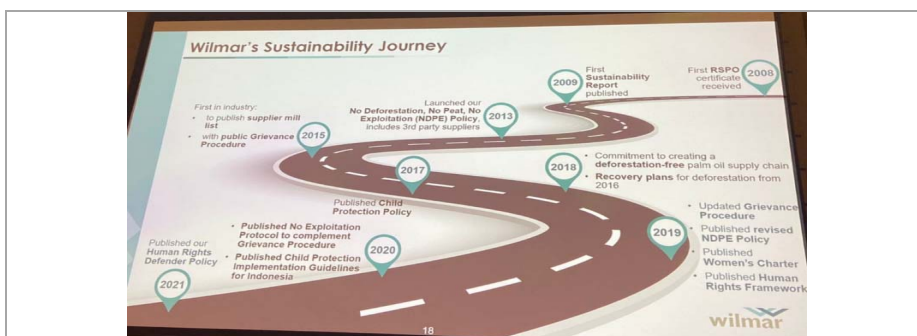 Wilmar's Sustainability Journey
First RSPO
certificate
received
2008
2009
First
Sustainability
Report
published
Launched our
No Deforestation, No Peat, No
Exploitation (NDPE) Policy,
includes 3rd party suppliers
2013
First in industry:
• to publish supplier mill
list
• with public Grievance
Procedure
2015
2017
Published Child
Protection Policy
2018
• Commitment to creating a
deforestation-free palm oil supply chain
• Recovery plans for deforestation from
2016
2019
• Updated Grievance
Procedure
• Published revised
NDPE Policy
• Published
Women's Charter
• Published Human
Rights Framework
• Published No Exploitation
Protocol to complement
Grievance Procedure
• Published Child Protection
Implementation Guidelines
for Indonesia
2020
Published our
Human Rights
Defender Policy
2021
18
wilmar